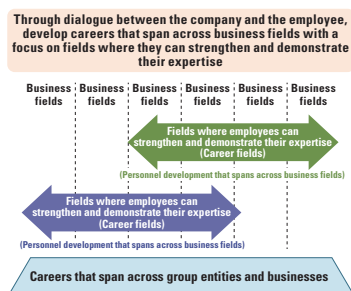 Through dialogue between the company and the employee,
develop careers that span across business fields with a
focus on fields where they can strengthen and demonstrate
their expertise
Business Business Business Business Business Business
fields fields fields fields fields fields
Fields where employees can
strengthen and demonstrate their expertise
(Career fields)
(Personnel development that spans across business fields)
Fields where employees can
strengthen and demonstrate their expertise
(Career fields)
(Personnel development that spans across business fields)
Careers that span across group entities and businesses